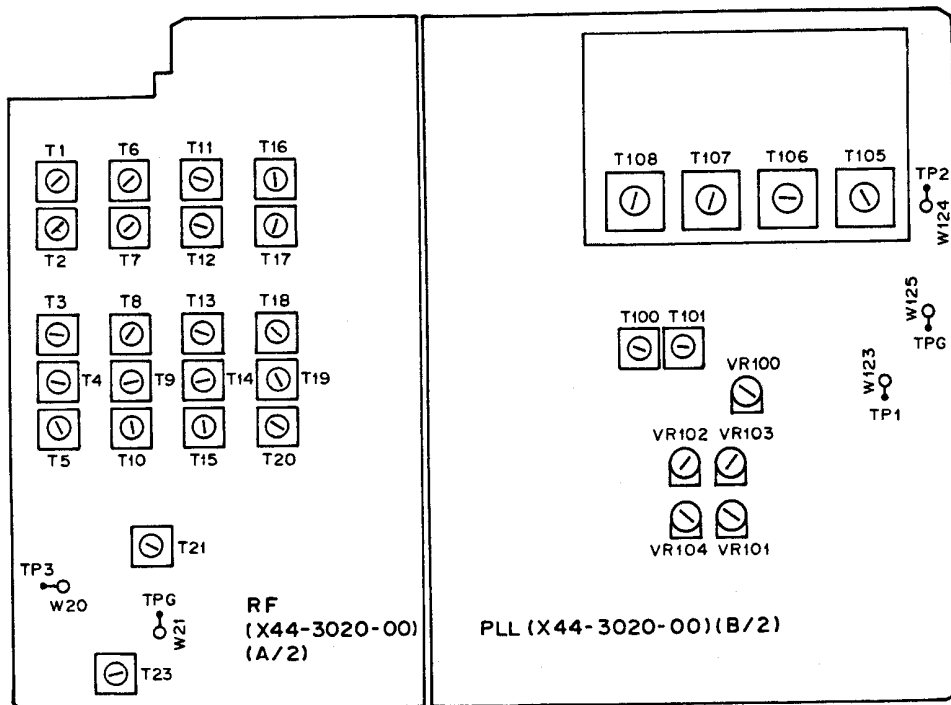 T1 T6 T11 T16
T2 T7 T12 T17
T3 T8 T13 T18
T4 T9 T14 T19
T5 T10 T15 T20
T21
TP3
W20
TPG
W21
T23
RF
(X44-3020-00)
(A/2)
T108 T107 T106 T105
TP2
W124
W125
TPG
T100 T101
VR100
W123
TP1
VR102 VR103
VR104 VR101
PLL (X44-3020-00)(B/2)